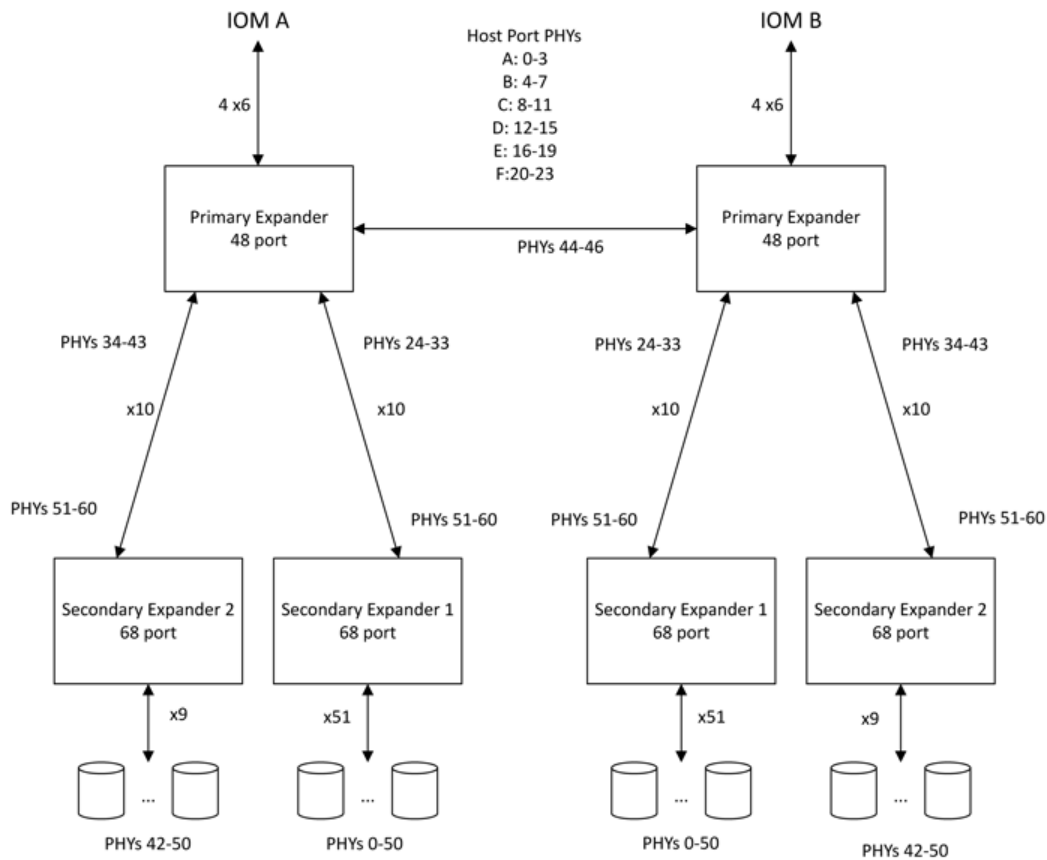 IOM A
IOM B
Host Port PHYs
A: 0-3
B: 4-7
C: 8-11
D: 12-15
E: 16-19
F:20-23
4 x6
4 x6
Primary Expander
48 port
Primary Expander
48 port
PHYs 44-46
PHYs 34-43
PHYs 24-33
PHYs 24-33
PHYs 34-43
x10
x10
x10
x10
PHYs 51-60
PHYs 51-60
PHYs 51-60
PHYs 51-60
Secondary Expander 2
68 port
Secondary Expander 1
68 port
Secondary Expander 1
68 port
Secondary Expander 2
68 port
x9
x51
x51
x9
...
...
...
...
PHYs 42-50
PHYs 0-50
PHYs 0-50
PHYs 42-50